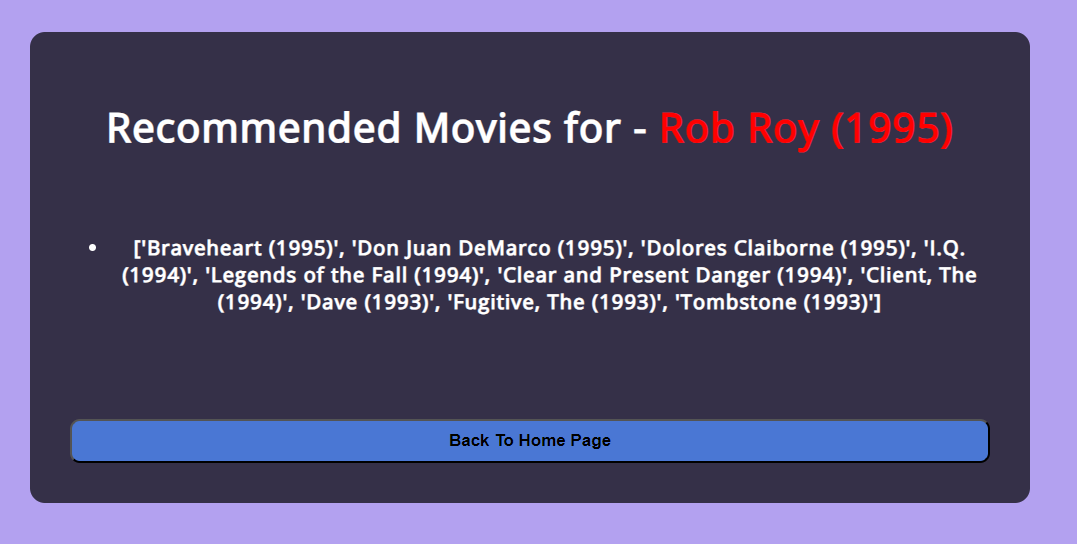 Recommended Movies for - Rob Roy (1995)
• ['Braveheart (1995)', 'Don Juan DeMarco (1995)', 'Dolores Claiborne (1995)', 'I.Q.
(1994)', 'Legends of the Fall (1994)', 'Clear and Present Danger (1994)', 'Client, The
(1994)', 'Dave (1993)', 'Fugitive, The (1993)', 'Tombstone (1993)']
Back To Home Page